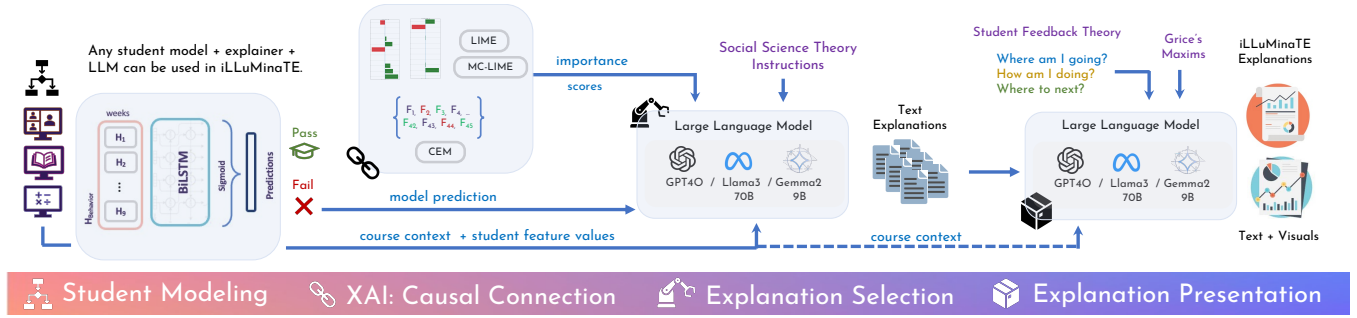 Any student model + explainer +
LLM can be used in iLLuMinaTE.
weeks
H1
H2
⋮
H9
HBehavior
BiLSTM
Sigmoid
Predictions
Pass
Fail
LIME
MC-LIME
{ F1, F2, F3, F4, ...
F42, F43, F44, F45 }
CEM
importance
scores
model prediction
course context + student feature values
Social Science Theory
Instructions
Large Language Model
GPT4O / Llama3 / Gemma2
70B 9B
Text
Explanations
course context
Student Feedback Theory
Where am I going?
How am I doing?
Where to next?
Grice's
Maxims
Large Language Model
GPT4O / Llama3 / Gemma2
70B 9B
iLLuMinaTE
Explanations
Text + Visuals
Student Modeling
XAI: Causal Connection
Explanation Selection
Explanation Presentation